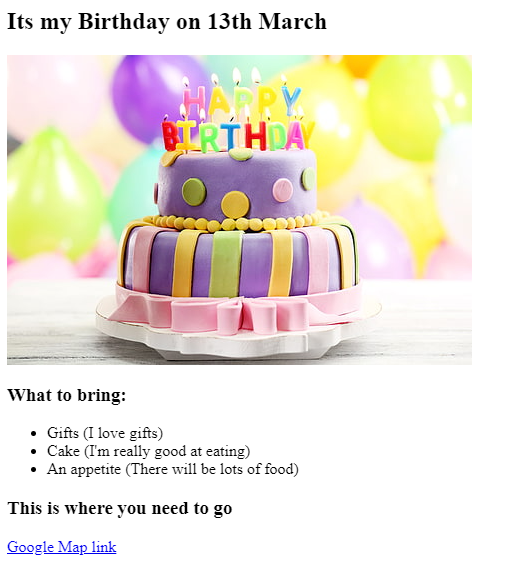 Its my Birthday on 13th March
HAPPY
BIRTHDAY
What to bring:
Gifts (I love gifts)
Cake (I'm really good at eating)
An appetite (There will be lots of food)
This is where you need to go
Google Map link